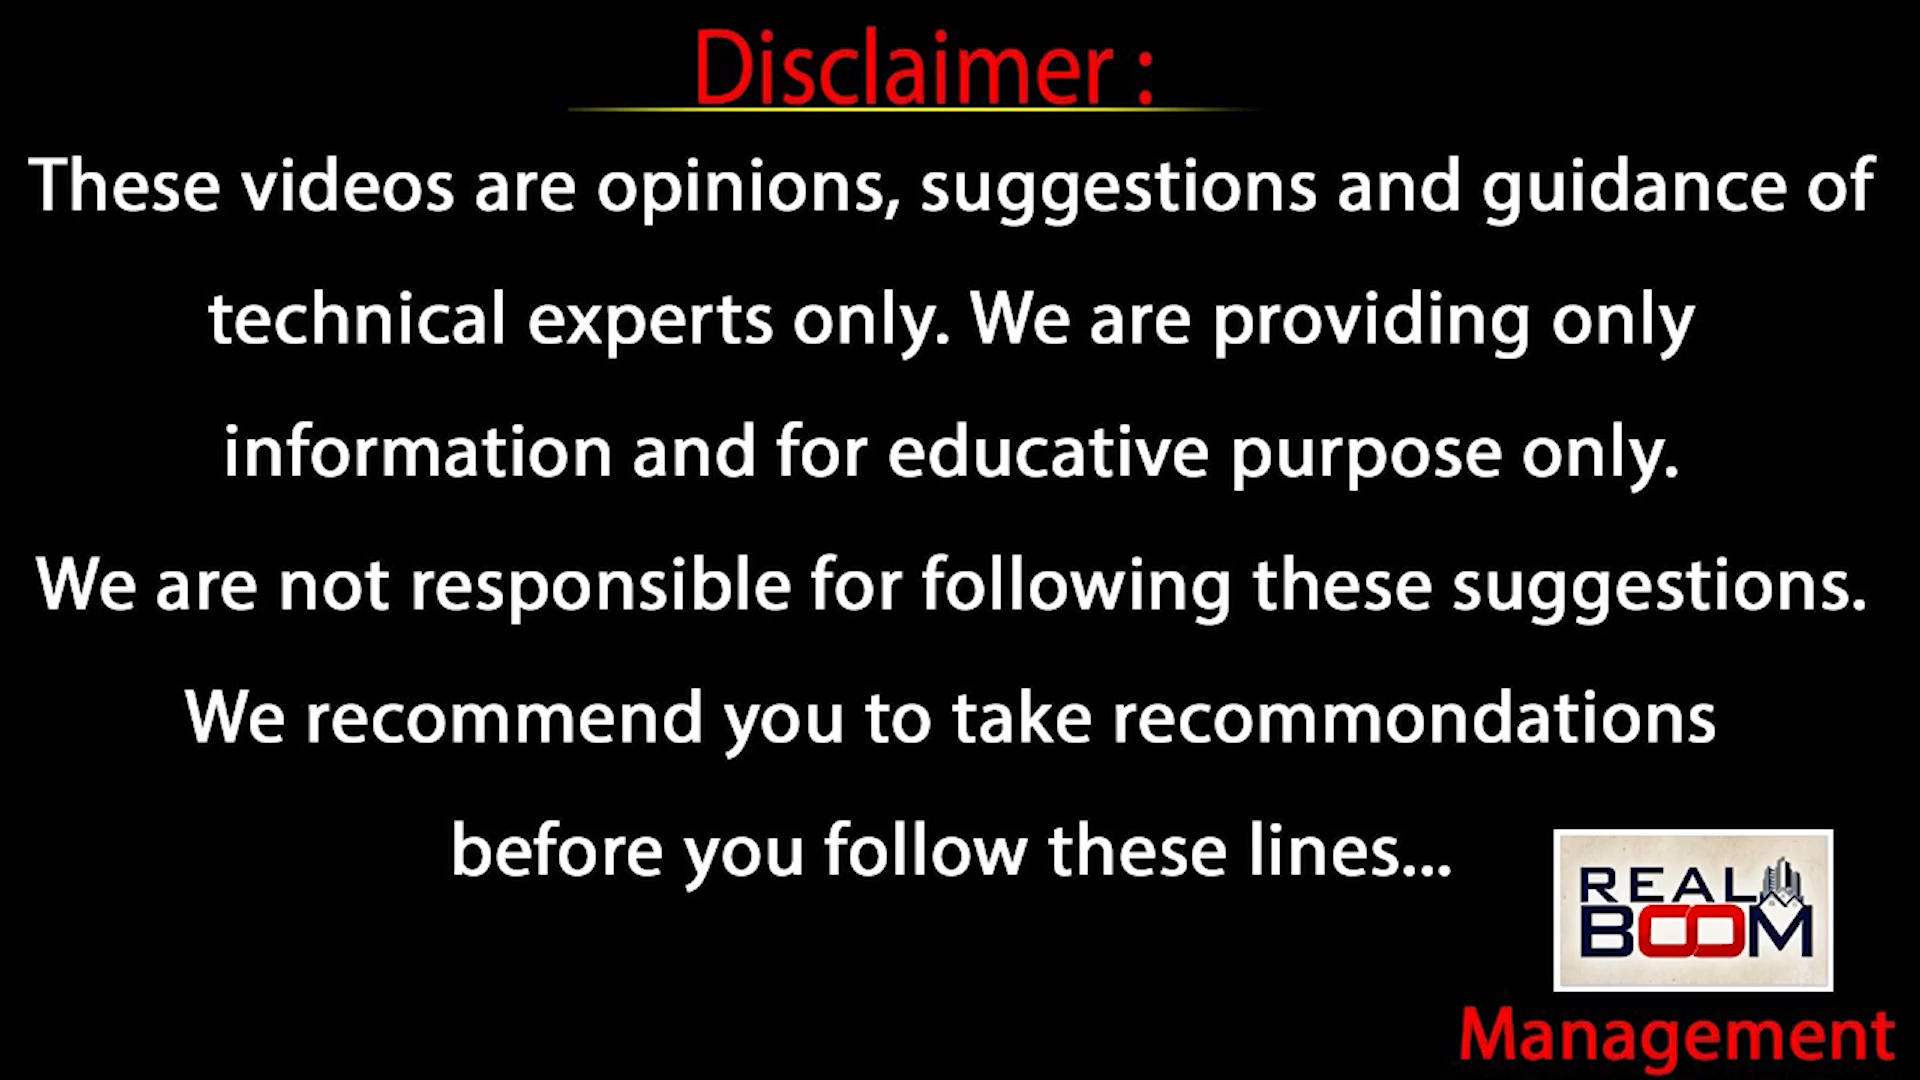 Disclaimer :
These videos are opinions, suggestions and guidance of
technical experts only. We are providing only
information and for educative purpose only.
We are not responsible for following these suggestions.
We recommend you to take recommondations
before you follow these lines...
REAL
BOOM
Management